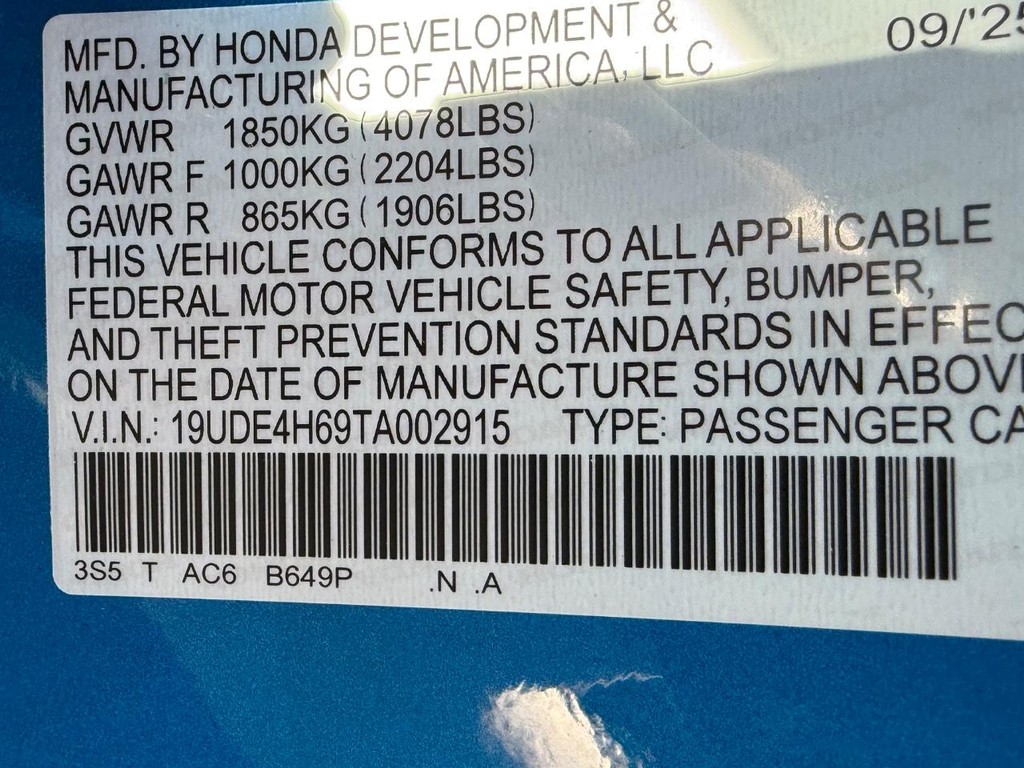 MFD. BY HONDA DEVELOPMENT & 09/'25
MANUFACTURING OF AMERICA, LLC
GVWR 1850KG (4078LBS)
GAWR F 1000KG (2204LBS)
GAWR R 865KG (1906LBS)
THIS VEHICLE CONFORMS TO ALL APPLICABLE
FEDERAL MOTOR VEHICLE SAFETY, BUMPER,
AND THEFT PREVENTION STANDARDS IN EFFEC
ON THE DATE OF MANUFACTURE SHOWN ABOV
V.I.N.: 19UDE4H69TA002915 TYPE: PASSENGER CA
3S5 T AC6 B649P .N .A